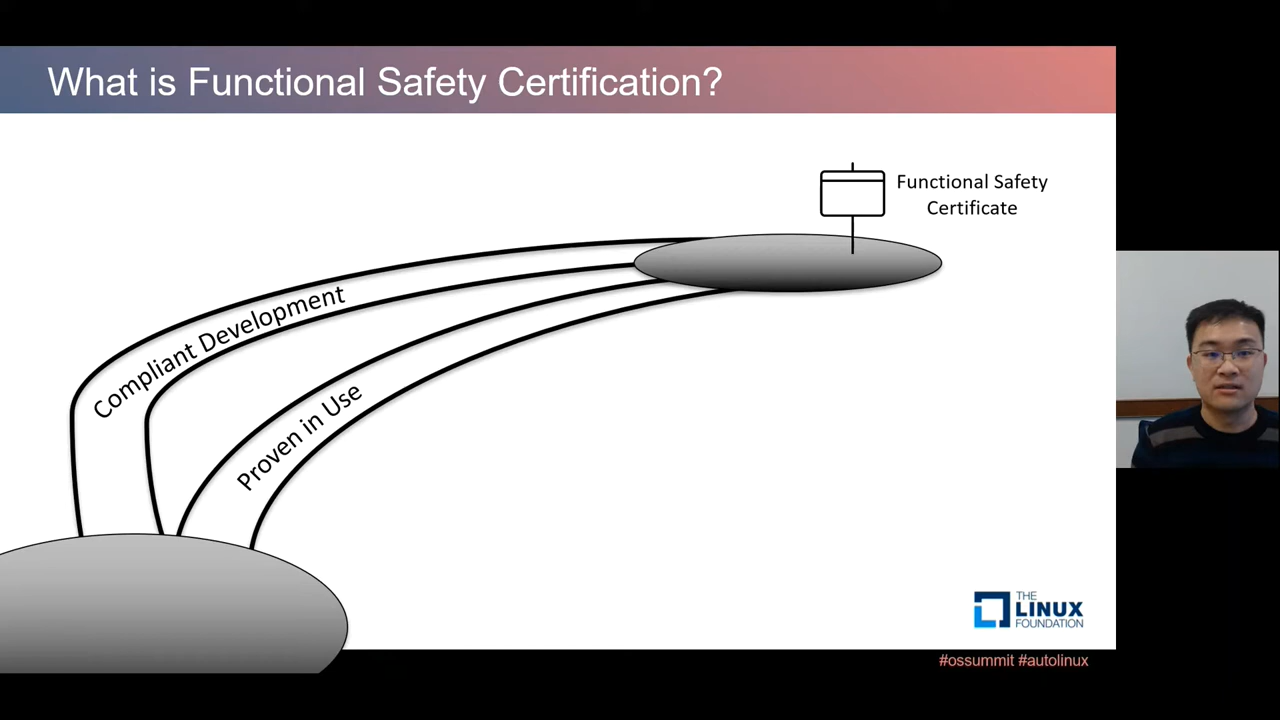 What is Functional Safety Certification?
Functional Safety
Certificate
Compliant Development
Proven in Use
THE
LINUX
FOUNDATION
#ossummit #autolinux